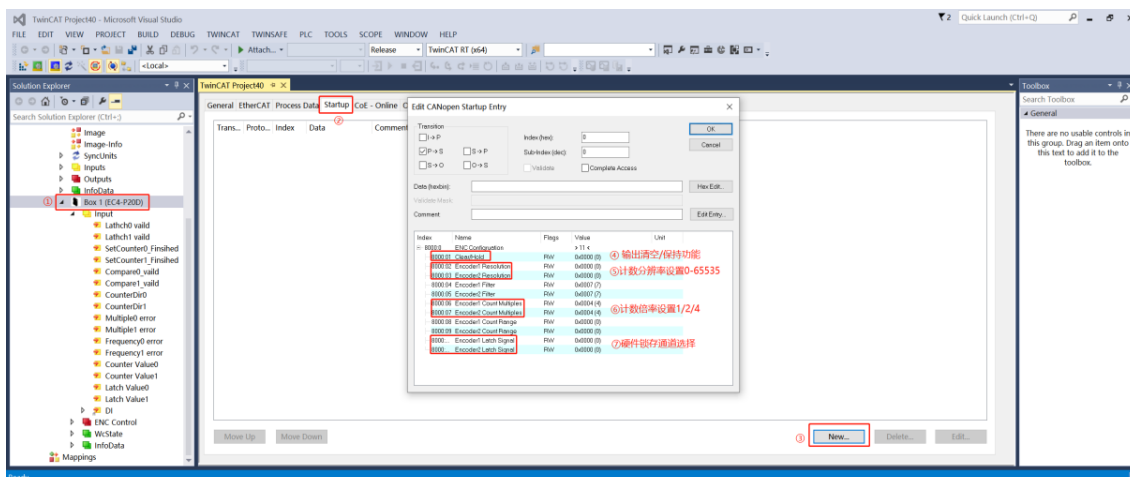 TwinCAT Project40 - Microsoft Visual Studio
2 Quick Launch (Ctrl+Q)
FILE EDIT VIEW PROJECT BUILD DEBUG TWINCAT TWINSAFE PLC TOOLS SCOPE WINDOW HELP
Attach... Release TwinCAT RT (x64)
<Local>
Solution Explorer
Search Solution Explorer (Ctrl+;)
Image
Image-Info
SyncUnits
Inputs
Outputs
InfoData
① Box 1 (EC4-P20D)
Input
Lathch0 vaild
Lathch1 vaild
SetCounter0_Finsihed
SetCounter1_Finsihed
Compare0_vaild
Compare1_vaild
CounterDir0
CounterDir1
Multiple0 error
Multiple1 error
Frequency0 error
Frequency1 error
Counter Value0
Counter Value1
Latch Value0
Latch Value1
DI
ENC Control
WcState
InfoData
Mappings
TwinCAT Project40
General EtherCAT Process Data Startup CoE - Online
②
Trans... Proto... Index Data Comment
Edit CANopen Startup Entry
Transition
I -> P
P -> S S -> P
S -> O O -> S
Index (hex): 0
Sub-Index (dec): 0
Validate Complete Access
OK
Cancel
Data (hexbin): Hex Edit...
Validate Mask:
Comment Edit Entry...
Index Name Flags Value Unit
8000:0 ENC Configuration > 11 <
8000:01 Clear/Hold RW 0x0000 (0) ④ 输出清空/保持功能
8000:02 Encoder1 Resolution RW 0x0000 (0)
8000:03 Encoder2 Resolution RW 0x0000 (0) ⑤计数分辨率设置0-65535
8000:04 Encoder1 Filter RW 0x0007 (7)
8000:05 Encoder2 Filter RW 0x0007 (7)
8000:06 Encoder1 Count Multiples RW 0x0004 (4)
8000:07 Encoder2 Count Multiples RW 0x0004 (4) ⑥计数倍率设置1/2/4
8000:08 Encoder1 Count Range RW 0x0000 (0)
8000:09 Encoder2 Count Range RW 0x0000 (0)
8000... Encoder1 Latch Signal RW 0x0000 (0) ⑦硬件锁存通道选择
8000... Encoder2 Latch Signal RW 0x0000 (0)
Move Up Move Down ③ New... Delete... Edit...
Toolbox
Search Toolbox
General
There are no usable controls in
this group. Drag an item onto
this text to add it to the
toolbox.